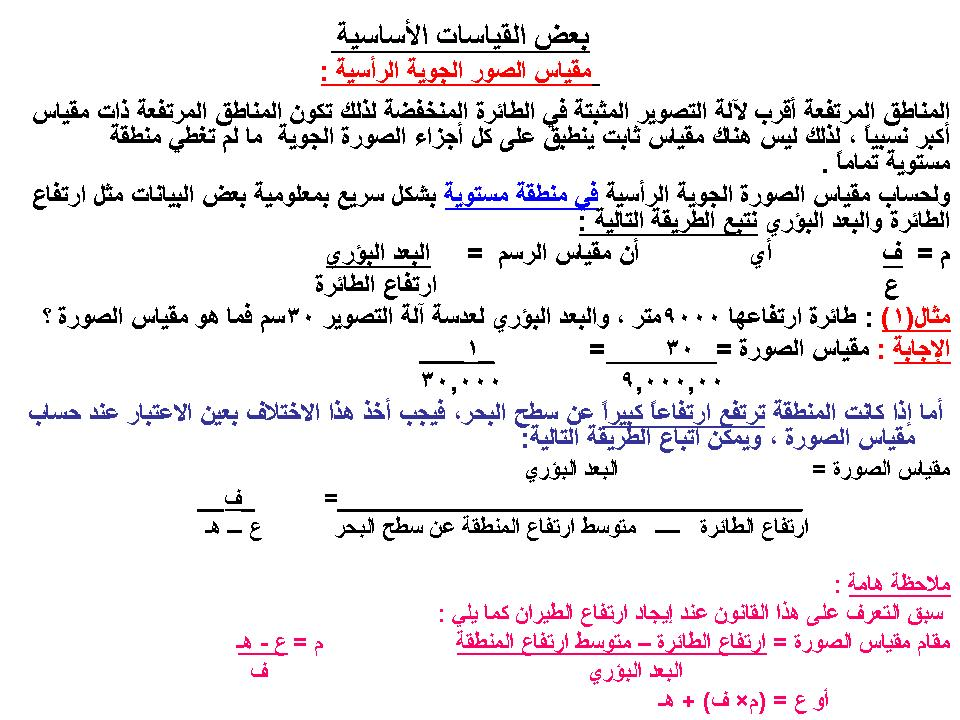 بعض القياسات الأساسية
مقياس الصور الجوية الرأسية :
المناطق المرتفعة أقرب لآلة التصوير المثبتة في الطائرة المنخفضة لذلك تكون المناطق المرتفعة ذات مقياس
أكبر نسبياً ، لذلك ليس هناك مقياس ثابت ينطبق على كل أجزاء الصورة الجوية ما لم تغطي منطقة
مستوية تماماً .
ولحساب مقياس الصورة الجوية الرأسية في منطقة مستوية بشكل سريع بمعلومية بعض البيانات مثل ارتفاع
الطائرة والبعد البؤري نتبع الطريقة التالية :
م = ف أي أن مقياس الرسم = البعد البؤري
ع ارتفاع الطائرة
مثال(١) : طائرة ارتفاعها ٩٠٠٠متر ، والبعد البؤري لعدسة آلة التصوير ٣٠سم فما هو مقياس الصورة ؟
الإجابة : مقياس الصورة = ٣٠ = ١
٩,٠٠٠,٠٠ ٣٠,٠٠٠
أما إذا كانت المنطقة ترتفع ارتفاعاً كبيراً عن سطح البحر، فيجب أخذ هذا الاختلاف بعين الاعتبار عند حساب
مقياس الصورة ، ويمكن اتباع الطريقة التالية:
مقياس الصورة = البعد البؤري
= ف
ارتفاع الطائرة – متوسط ارتفاع المنطقة عن سطح البحر ع – هـ
ملاحظة هامة :
سبق التعرف على هذا القانون عند إيجاد ارتفاع الطيران كما يلي :
مقام مقياس الصورة = ارتفاع الطائرة – متوسط ارتفاع المنطقة م = ع - هـ
البعد البؤري ف
أو ع = (م× ف) + هـ